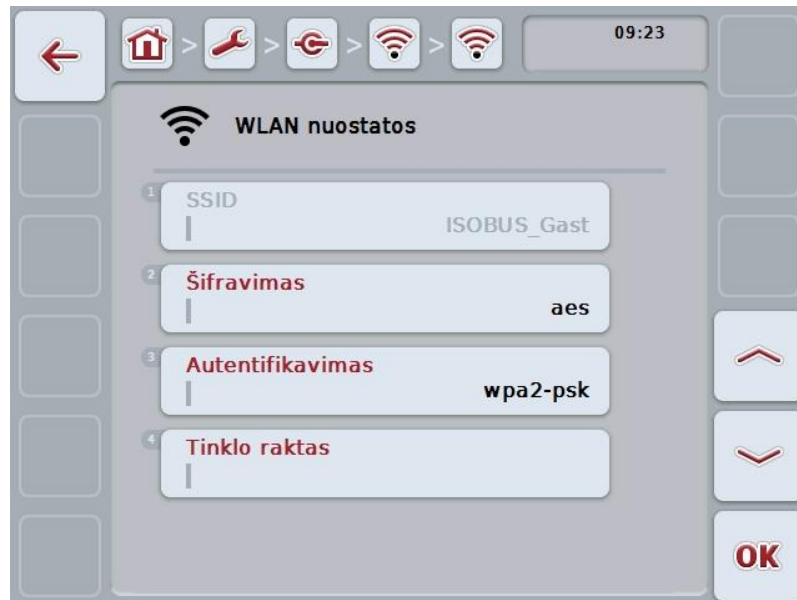 09:23
WLAN nuostatos
1
SSID
ISOBUS_Gast
2
Šifravimas
aes
3
Autentifikavimas
wpa2-psk
4
Tinklo raktas
OK